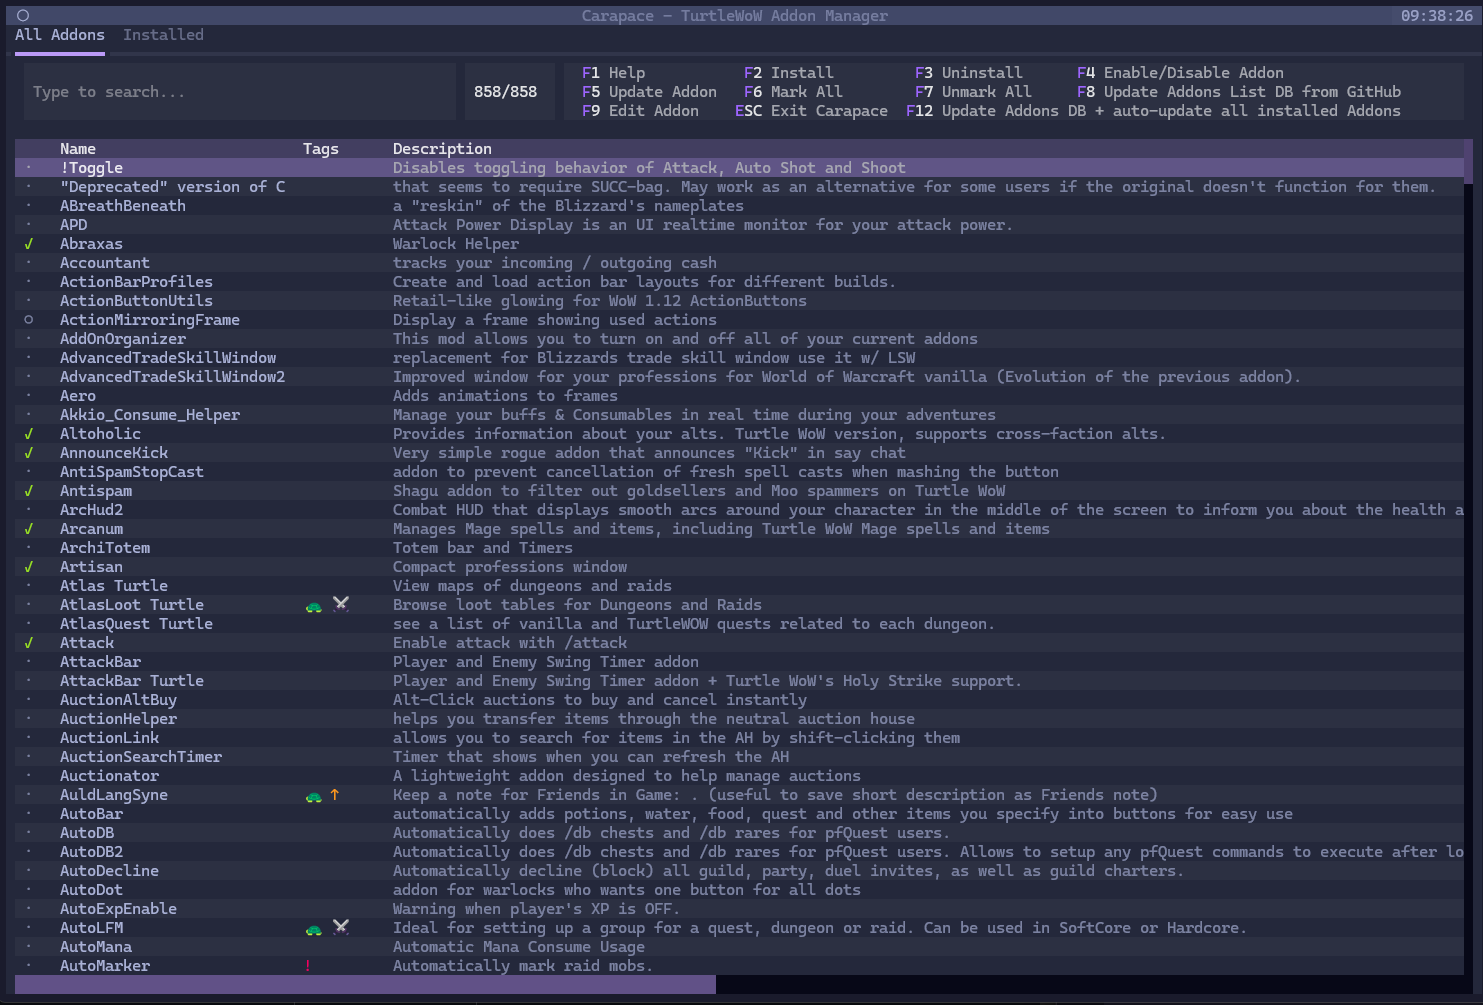 Carapace - TurtleWoW Addon Manager 09:38:26
All Addons Installed
F1 Help F2 Install F3 Uninstall F4 Enable/Disable Addon
Type to search... 858/858 F5 Update Addon F6 Mark All F7 Unmark All F8 Update Addons List DB from GitHub
F9 Edit Addon ESC Exit Carapace F12 Update Addons DB + auto-update all installed Addons
Name Tags Description
!Toggle Disables toggling behavior of Attack, Auto Shot and Shoot
"Deprecated" version of C that seems to require SUCC-bag. May work as an alternative for some users if the original doesn't function for them.
ABreathBeneath a "reskin" of the Blizzard's nameplates
APD Attack Power Display is an UI realtime monitor for your attack power.
✓ Abraxas Warlock Helper
Accountant tracks your incoming / outgoing cash
ActionBarProfiles Create and load action bar layouts for different builds.
ActionButtonUtils Retail-like glowing for WoW 1.12 ActionButtons
ActionMirroringFrame Display a frame showing used actions
AddOnOrganizer This mod allows you to turn on and off all of your current addons
AdvancedTradeSkillWindow replacement for Blizzards trade skill window use it w/ LSW
AdvancedTradeSkillWindow2 Improved window for your professions for World of Warcraft vanilla (Evolution of the previous addon).
Aero Adds animations to frames
Akkio_Consume_Helper Manage your buffs & Consumables in real time during your adventures
✓ Altoholic Provides information about your alts. Turtle WoW version, supports cross-faction alts.
✓ AnnounceKick Very simple rogue addon that announces "Kick" in say chat
AntiSpamStopCast addon to prevent cancellation of fresh spell casts when mashing the button
✓ Antispam Shagu addon to filter out goldsellers and Moo spammers on Turtle WoW
ArcHud2 Combat HUD that displays smooth arcs around your character in the middle of the screen to inform you about the health a
✓ Arcanum Manages Mage spells and items, including Turtle WoW Mage spells and items
ArchiTotem Totem bar and Timers
✓ Artisan Compact professions window
Atlas Turtle View maps of dungeons and raids
AtlasLoot Turtle 🐢 ⚔ Browse loot tables for Dungeons and Raids
AtlasQuest Turtle see a list of vanilla and TurtleWOW quests related to each dungeon.
✓ Attack Enable attack with /attack
AttackBar Player and Enemy Swing Timer addon
AttackBar Turtle Player and Enemy Swing Timer addon + Turtle WoW's Holy Strike support.
AuctionAltBuy Alt-Click auctions to buy and cancel instantly
AuctionHelper helps you transfer items through the neutral auction house
AuctionLink allows you to search for items in the AH by shift-clicking them
AuctionSearchTimer Timer that shows when you can refresh the AH
Auctionator A lightweight addon designed to help manage auctions
AuldLangSyne 🐢 ↑ Keep a note for Friends in Game: . (useful to save short description as Friends note)
AutoBar automatically adds potions, water, food, quest and other items you specify into buttons for easy use
AutoDB Automatically does /db chests and /db rares for pfQuest users.
AutoDB2 Automatically does /db chests and /db rares for pfQuest users. Allows to setup any pfQuest commands to execute after lo
AutoDecline Automatically decline (block) all guild, party, duel invites, as well as guild charters.
AutoDot addon for warlocks who wants one button for all dots
AutoExpEnable Warning when player's XP is OFF.
AutoLFM 🐢 ⚔ Ideal for setting up a group for a quest, dungeon or raid. Can be used in SoftCore or Hardcore.
AutoMana Automatic Mana Consume Usage
AutoMarker ! Automatically mark raid mobs.